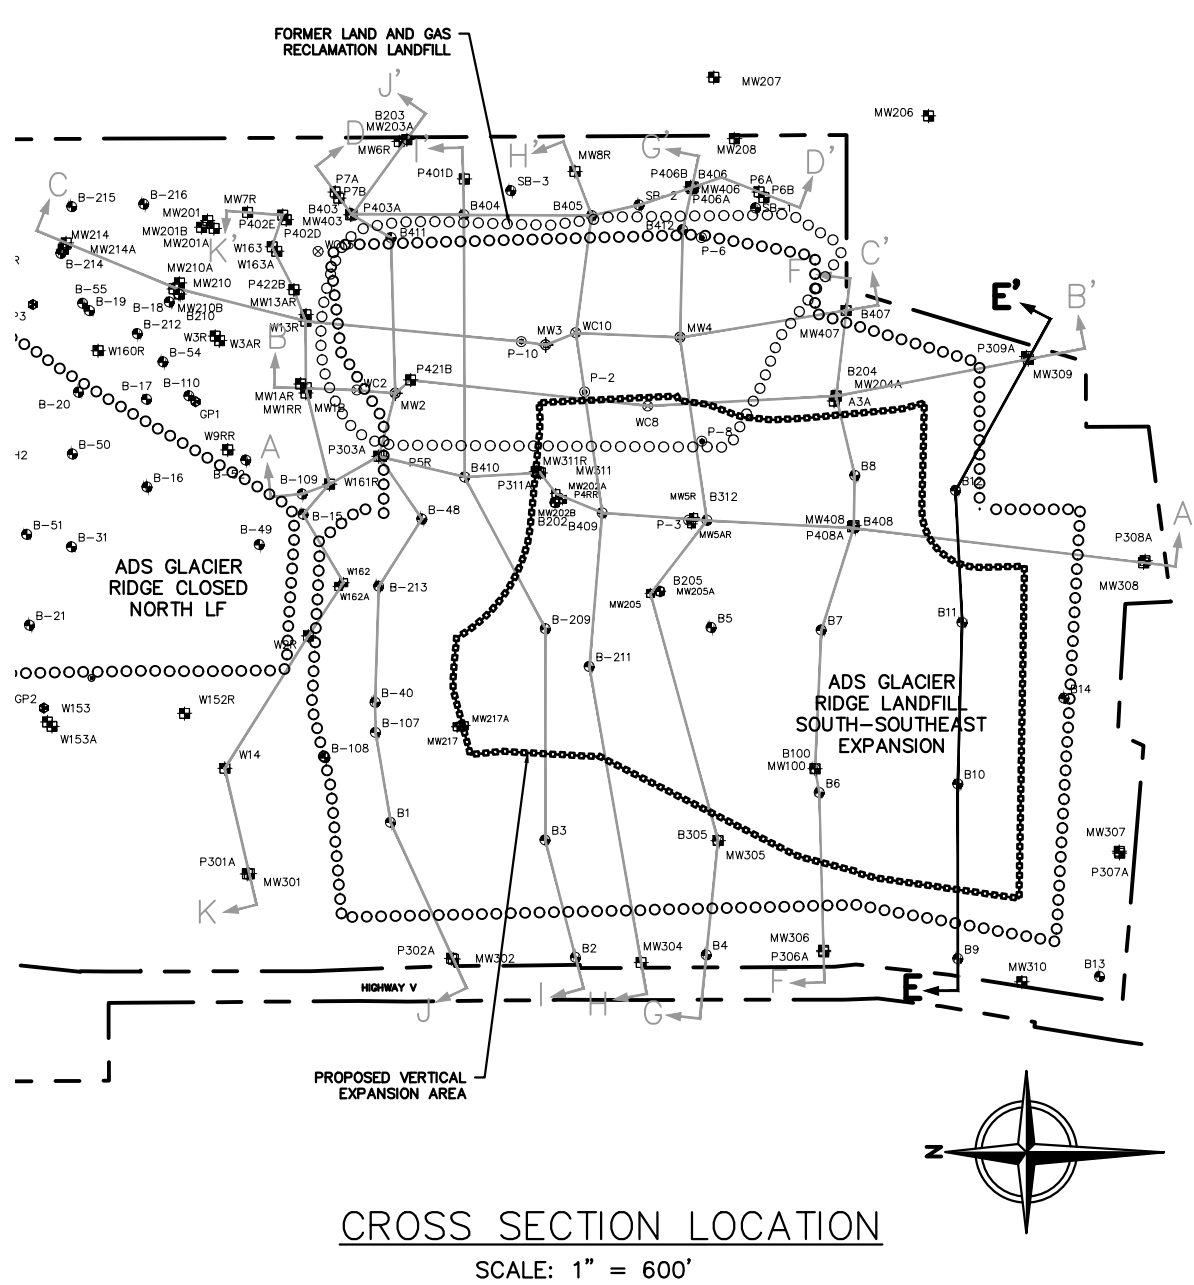 FORMER LAND AND GAS
RECLAMATION LANDFILL
MW207
MW206
J'
B203
MW203A
MW6R
I'
H'
MW8R
G'
MW208
D
P7A
P7B
P401D
SB-3
P406B
B406
MW406
P406A
P6A
P6B
D'
SB-2
SB-1
C
B-215
B-216
MW7R
MW201
MW201B
MW201A
P402E
P402D
K'
B403
MW403
P403A
B404
B405
B411
B412
P-6
MW214
MW214A
B-214
W163
W163A
F'
C'
MW210A
MW210
MW210B
B210
B-55
B-19
B-18
P422B
MW13AR
W13R
E'
B'
B407
MW407
P3
B-212
W3R
W3AR
W160R
B-54
MW3
P-10
WC10
MW4
P309A
MW309
B
P421B
P-2
B204
MW204A
A3A
B-20
B-17
B-110
GP1
MW1AR
MW1RR
MW1B
WC2
MW2
WC8
P-8
H2
B-50
W9RR
B-52
A
P303A
P5R
B410
MW311R
MW311
P311A
B8
B12
B-16
B-109
W161R
MW202A
P4RR
MW202B
B202
B409
MW5R
B312
P-3
MW5AR
MW408
B408
P408A
A'
B-51
B-31
B-49
B-15
B-48
P308A
MW308
ADS GLACIER
RIDGE CLOSED
NORTH LF
W162
W162A
B-213
B205
MW205A
MW205
B-21
W2R
B-209
B5
B7
B11
B-211
GP2
W153
W153A
W152R
B-40
B-107
MW217A
MW217
ADS GLACIER
RIDGE LANDFILL
SOUTH-SOUTHEAST
EXPANSION
B14
W14
B-108
B100
MW100
B6
B10
B1
B3
B305
MW305
MW307
P307A
P301A
MW301
K
P302A
MW302
B2
MW304
B4
MW306
P306A
B9
MW310
B13
HIGHWAY V
J
I
H
G
F
E
PROPOSED VERTICAL
EXPANSION AREA
N
CROSS SECTION LOCATION
SCALE: 1" = 600'